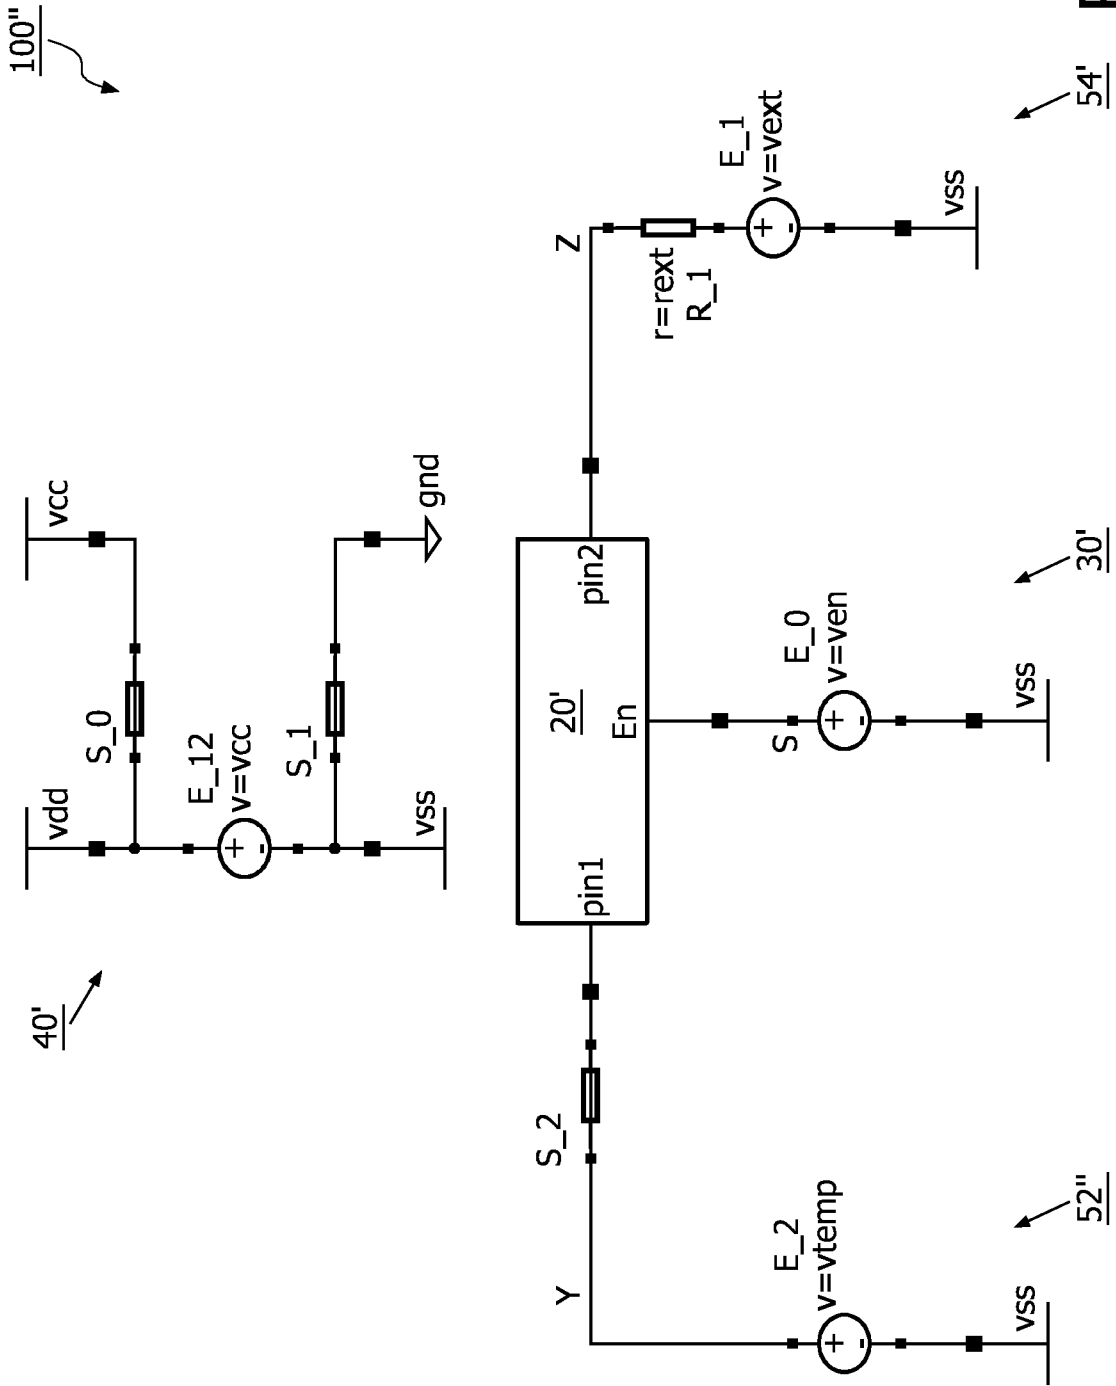 100"
40'
vdd
vcc
S_0
E_12
v=vcc
S_1
vss
gnd
S_2
Y
Z
pin1
20'
pin2
En
r=rext
R_1
E_1
v=vext
vss
E_2
v=vtemp
S
E_0
v=ven
vss
vss
52"
30'
54'